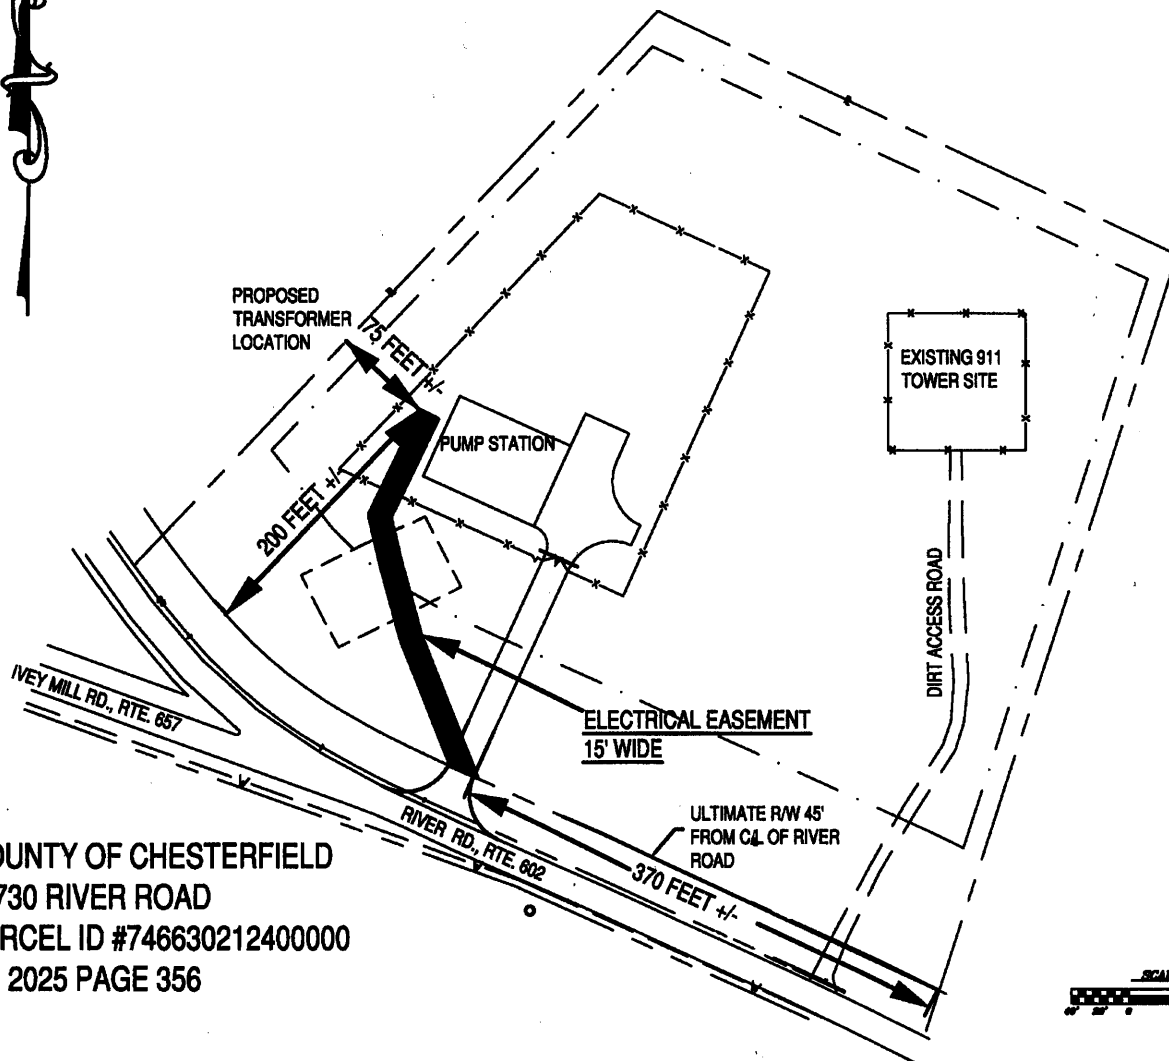 PROPOSED
TRANSFORMER
LOCATION
175 FEET +/-
EXISTING 911
TOWER SITE
PUMP STATION
200 FEET +/-
DIRT ACCESS ROAD
IVEY MILL RD., RTE. 657
ELECTRICAL EASEMENT
15' WIDE
ULTIMATE R/W 45'
FROM C/L OF RIVER
ROAD
RIVER RD., RTE. 602
370 FEET +/-
OUNTY OF CHESTERFIELD
730 RIVER ROAD
RCEL ID #746630212400000
2025 PAGE 356
SCA